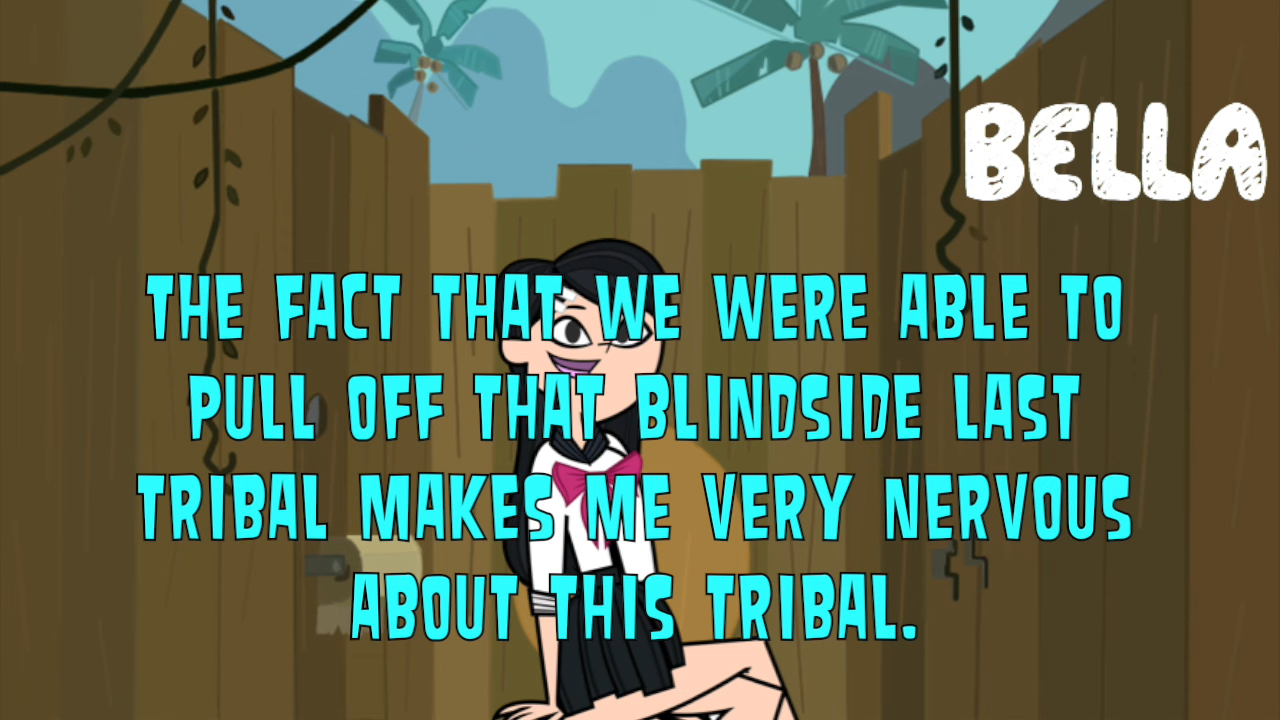 BELLA
THE FACT THAT WE WERE ABLE TO
PULL OFF THAT BLINDSIDE LAST
TRIBAL MAKES ME VERY NERVOUS
ABOUT THIS TRIBAL.